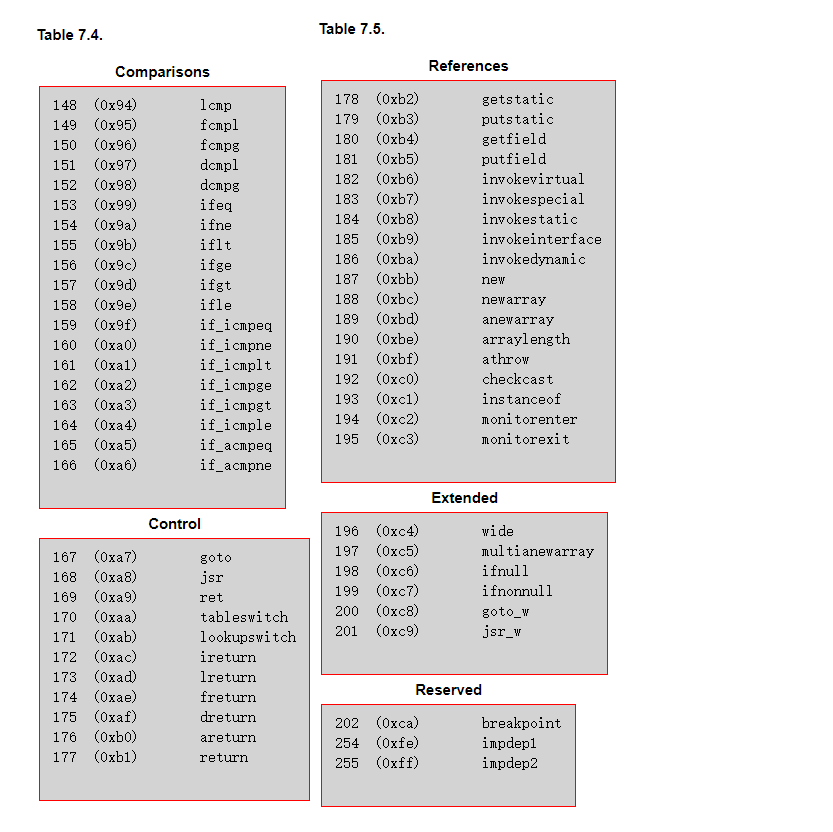 Table 7.4.
Comparisons
148 (0x94) lcmp
149 (0x95) fcmpl
150 (0x96) fcmpg
151 (0x97) dcmpl
152 (0x98) dcmpg
153 (0x99) ifeq
154 (0x9a) ifne
155 (0x9b) iflt
156 (0x9c) ifge
157 (0x9d) ifgt
158 (0x9e) ifle
159 (0x9f) if_icmpeq
160 (0xa0) if_icmpne
161 (0xa1) if_icmplt
162 (0xa2) if_icmpge
163 (0xa3) if_icmpgt
164 (0xa4) if_icmple
165 (0xa5) if_acmpeq
166 (0xa6) if_acmpne
Control
167 (0xa7) goto
168 (0xa8) jsr
169 (0xa9) ret
170 (0xaa) tableswitch
171 (0xab) lookupswitch
172 (0xac) ireturn
173 (0xad) lreturn
174 (0xae) freturn
175 (0xaf) dreturn
176 (0xb0) areturn
177 (0xb1) return
Table 7.5.
References
178 (0xb2) getstatic
179 (0xb3) putstatic
180 (0xb4) getfield
181 (0xb5) putfield
182 (0xb6) invokevirtual
183 (0xb7) invokespecial
184 (0xb8) invokestatic
185 (0xb9) invokeinterface
186 (0xba) invokedynamic
187 (0xbb) new
188 (0xbc) newarray
189 (0xbd) anewarray
190 (0xbe) arraylength
191 (0xbf) athrow
192 (0xc0) checkcast
193 (0xc1) instanceof
194 (0xc2) monitorenter
195 (0xc3) monitorexit
Extended
196 (0xc4) wide
197 (0xc5) multianewarray
198 (0xc6) ifnull
199 (0xc7) ifnonnull
200 (0xc8) goto_w
201 (0xc9) jsr_w
Reserved
202 (0xca) breakpoint
254 (0xfe) impdep1
255 (0xff) impdep2